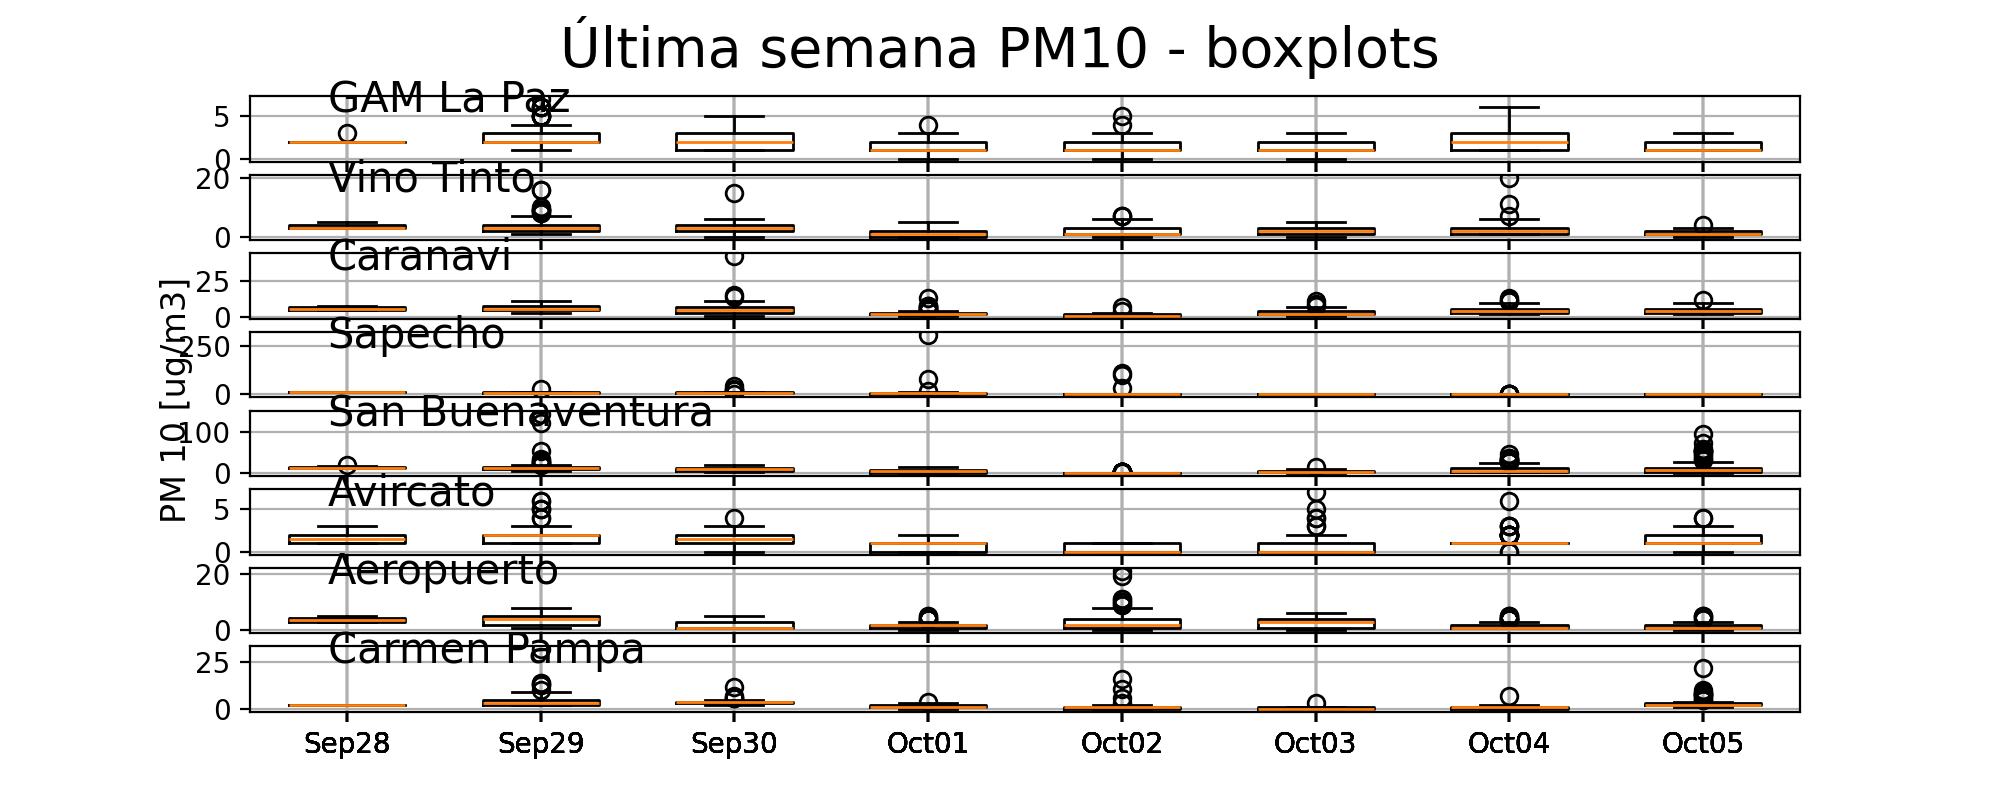 Última semana PM10 - boxplots
GAM La Paz
5
0
Vino Tinto
20
0
Caranavi
25
0
Sapecho
250
0
San Buenaventura
100
0
Avircato
5
0
Aeropuerto
20
0
Carmen Pampa
25
0
PM 10 [ug/m3]
Sep28 Sep29 Sep30 Oct01 Oct02 Oct03 Oct04 Oct05